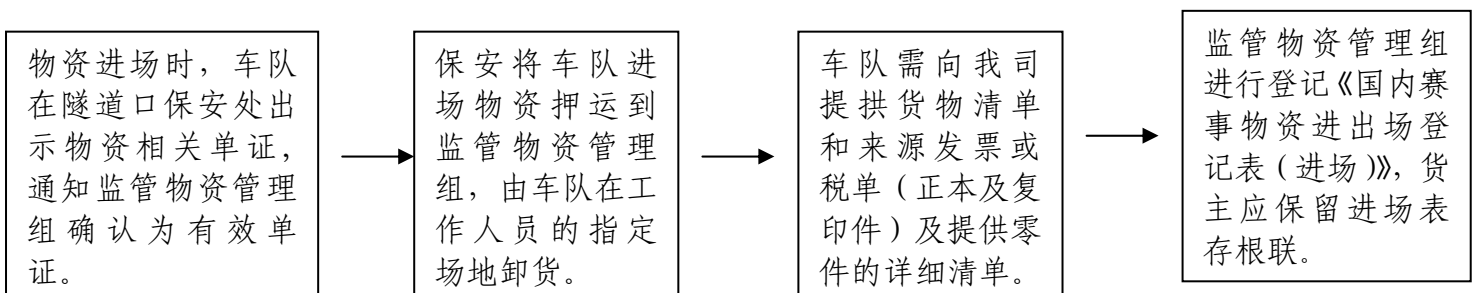 物资进场时，车队
在隧道口保安处出
示物资相关单证，
通知监管物资管理
组确认为有效单
证。
保安将车队进
场物资押运到
监管物资管理
组，由车队在工
作人员的指定
场地卸货。
车队需向我司
提拱货物清单
和来源发票或
税单（正本及复
印件）及提供零
件的详细清单。
监管物资管理组
进行登记《国内赛
事物资进出场登
记表（进场）》，货
主应保留进场表
存根联。